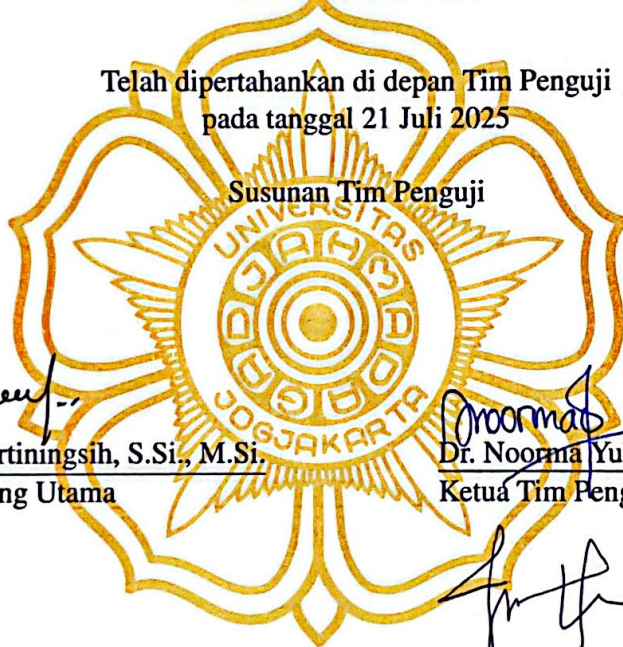 Telah dipertahankan di depan Tim Penguji
pada tanggal 21 Juli 2025
Susunan Tim Penguji
UNIVERSITAS
GADJAH MADA
JOGJAKARTA
rtiningsih, S.Si., M.Si.
ng Utama
Dr. Noorma Yu
Ketua Tim Peng